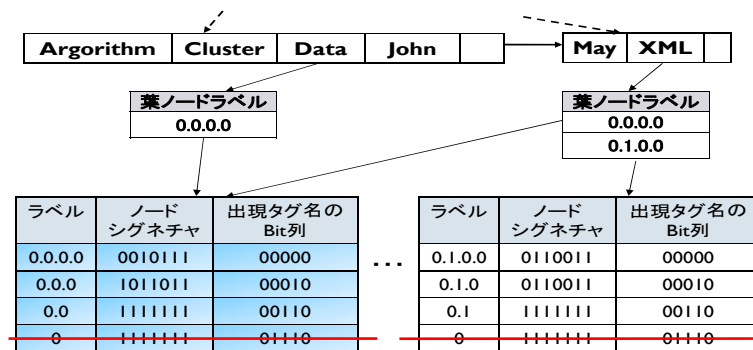 Argorithm Cluster Data John May XML
葉ノードラベル 葉ノードラベル
0.0.0.0 0.0.0.0
0.1.0.0
ラベル ノードシグネチャ 出現タグ名のBit列 ラベル ノードシグネチャ 出現タグ名のBit列
0.0.0.0 0010111 00000 ... 0.1.0.0 0110011 00000
0.0.0 1011011 00010 0.1.0 0110011 00010
0.0 1111111 00110 0.1 1111111 00110
0 1111111 01110 0 1111111 01110